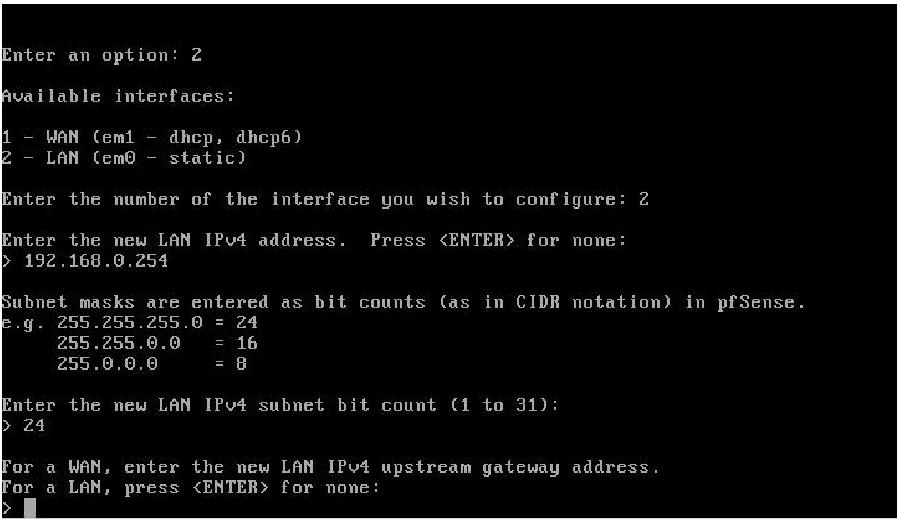 Enter an option: 2
Available interfaces:
1 - WAN (em1 - dhcp, dhcp6)
2 - LAN (em0 - static)
Enter the number of the interface you wish to configure: 2
Enter the new LAN IPv4 address.  Press <ENTER> for none:
> 192.168.0.254
Subnet masks are entered as bit counts (as in CIDR notation) in pfSense.
e.g. 255.255.255.0 = 24
     255.255.0.0   = 16
     255.0.0.0     = 8
Enter the new LAN IPv4 subnet bit count (1 to 31):
> 24
For a WAN, enter the new LAN IPv4 upstream gateway address.
For a LAN, press <ENTER> for none:
>